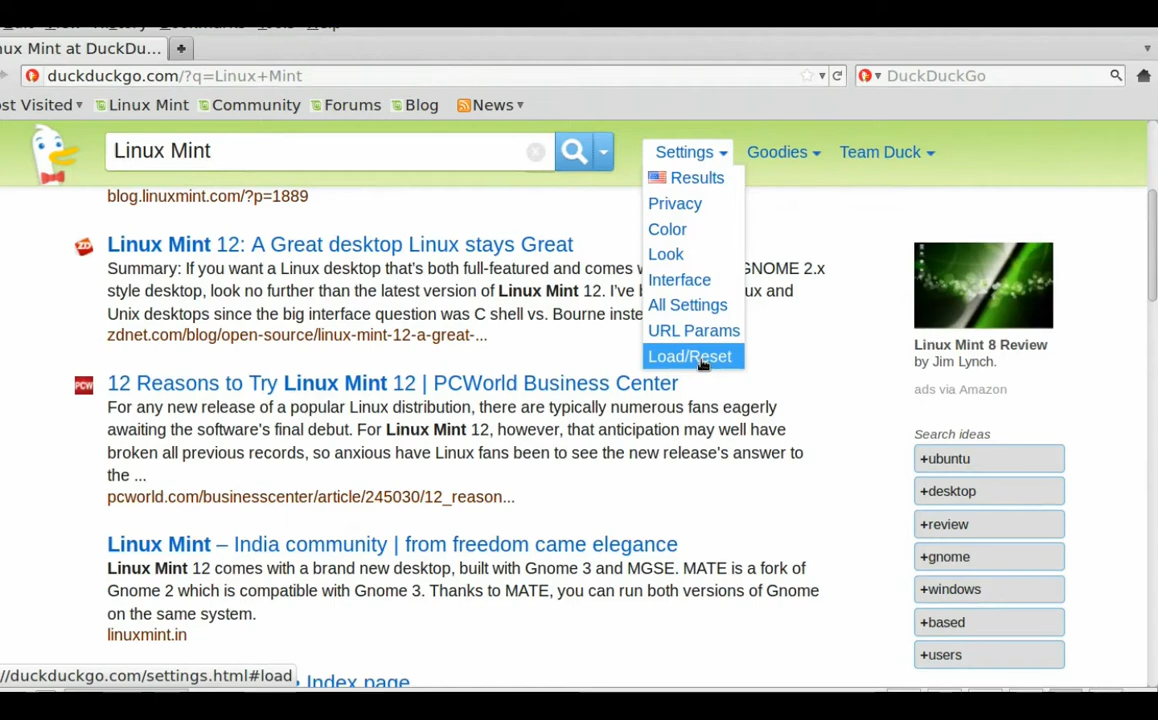 nux Mint at DuckDu...
duckduckgo.com/?q=Linux+Mint
DuckDuckGo
ost Visited
Linux Mint
Community
Forums
Blog
News
Linux Mint
Settings
Goodies
Team Duck
Results
Privacy
Color
Look
Interface
All Settings
URL Params
Load/Reset
blog.linuxmint.com/?p=1889
Linux Mint 12: A Great desktop Linux stays Great
Summary: If you want a Linux desktop that's both full-featured and comes w GNOME 2.x
style desktop, look no further than the latest version of Linux Mint 12. I've b ux and
Unix desktops since the big interface question was C shell vs. Bourne inste
zdnet.com/blog/open-source/linux-mint-12-a-great-...
PCW
12 Reasons to Try Linux Mint 12 | PCWorld Business Center
For any new release of a popular Linux distribution, there are typically numerous fans eagerly
awaiting the software's final debut. For Linux Mint 12, however, that anticipation may well have
broken all previous records, so anxious have Linux fans been to see the new release's answer to
the ...
pcworld.com/businesscenter/article/245030/12_reason...
Linux Mint – India community | from freedom came elegance
Linux Mint 12 comes with a brand new desktop, built with Gnome 3 and MGSE. MATE is a fork of
Gnome 2 which is compatible with Gnome 3. Thanks to MATE, you can run both versions of Gnome
on the same system.
linuxmint.in
Index page
Linux Mint 8 Review
by Jim Lynch.
ads via Amazon
Search ideas
+ubuntu
+desktop
+review
+gnome
+windows
+based
+users
//duckduckgo.com/settings.html#load